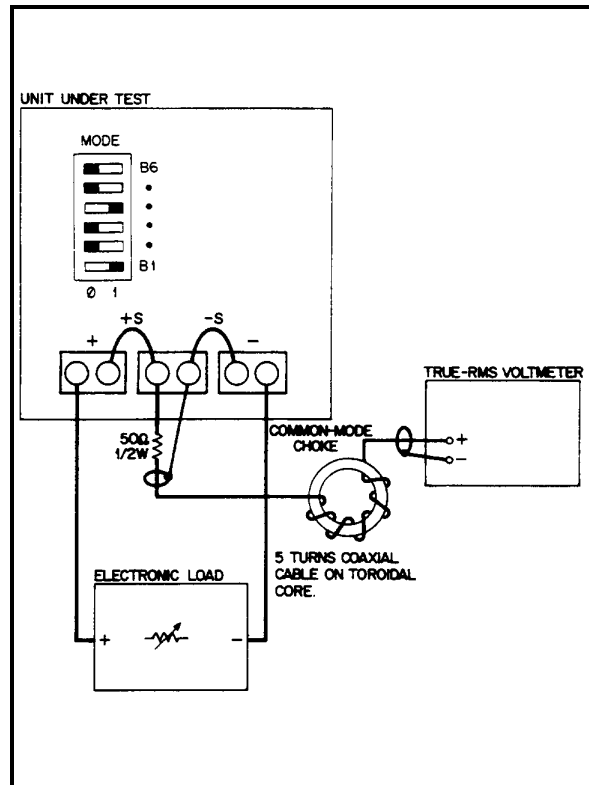 UNIT UNDER TEST
MODE
B6
B1
0 1
+S -S
+ -
TRUE-RMS VOLTMETER
+
-
50Ω
1/2W
COMMON-MODE
CHOKE
5 TURNS COAXIAL
CABLE ON TOROIDAL
CORE.
ELECTRONIC LOAD
+ -